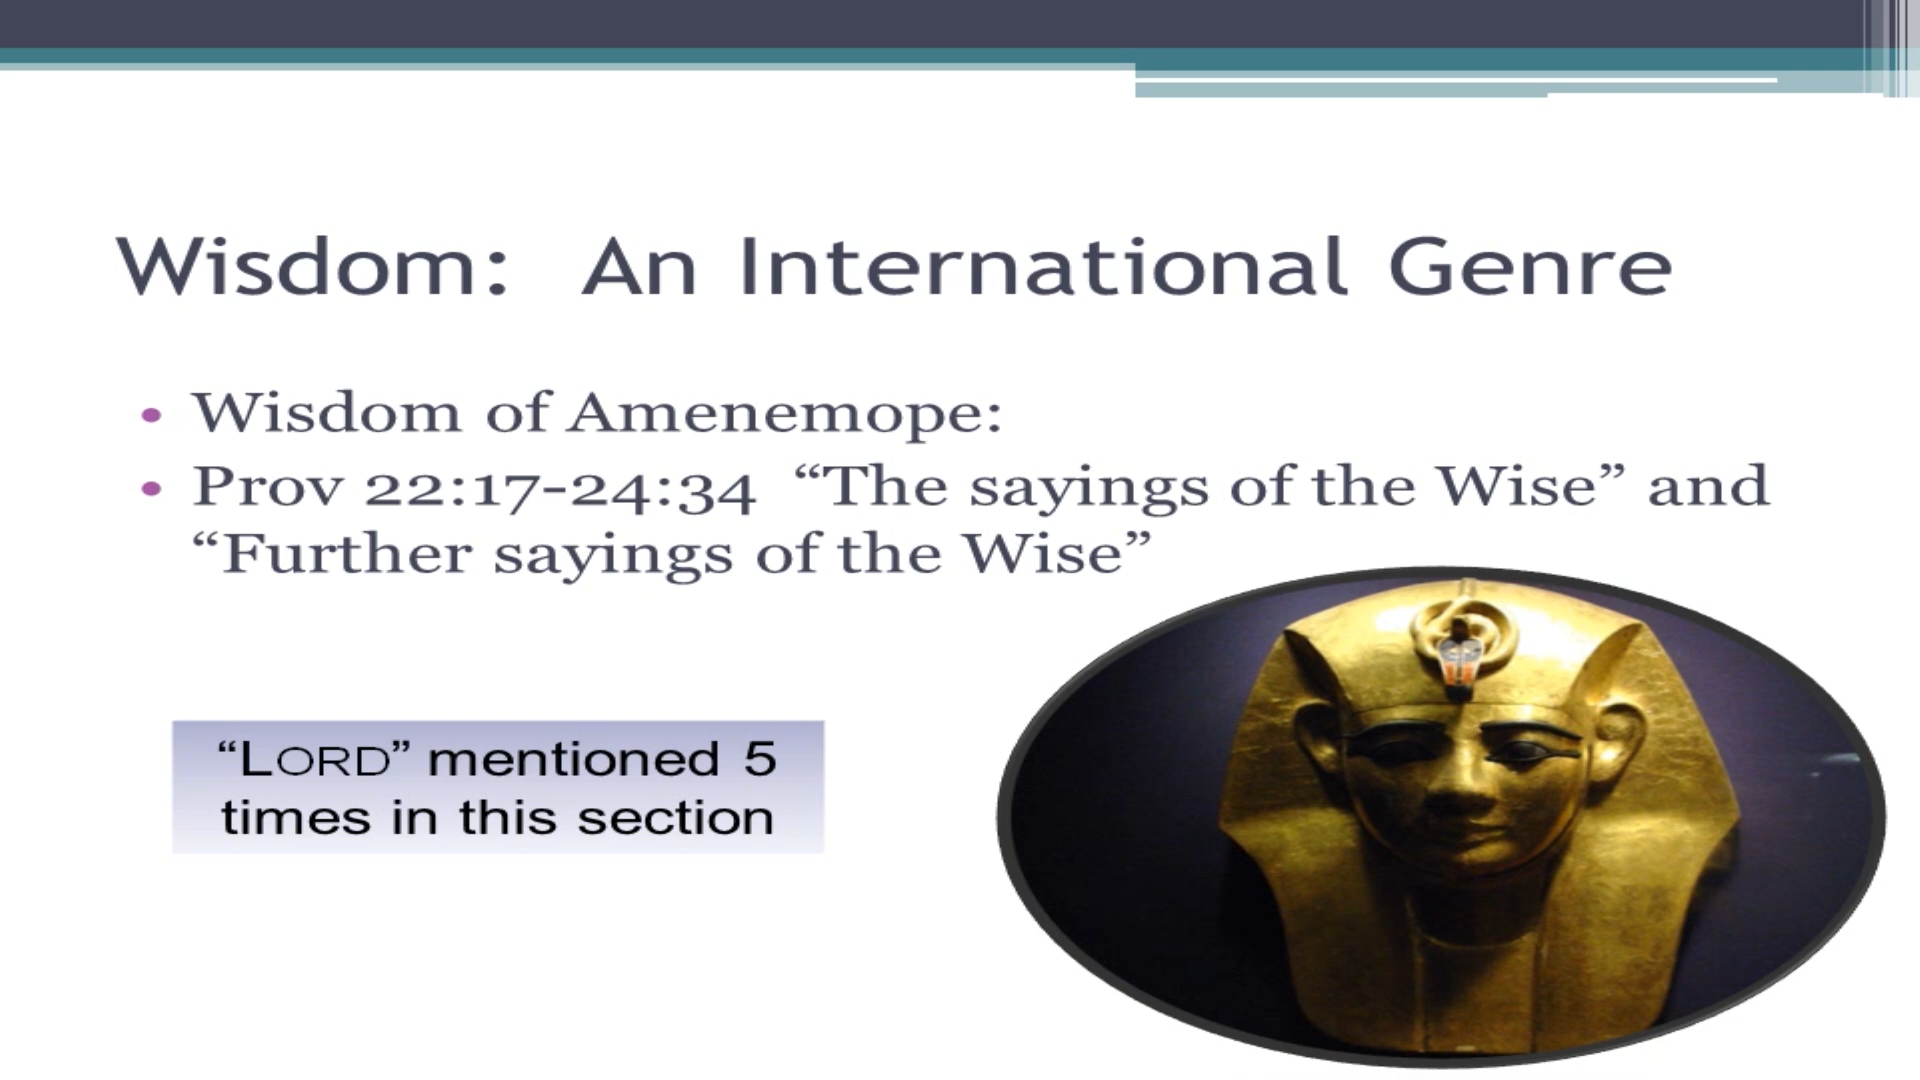 Wisdom: An International Genre
• Wisdom of Amenemope:
• Prov 22:17-24:34 “The sayings of the Wise” and
“Further sayings of the Wise”
“LORD” mentioned 5
times in this section